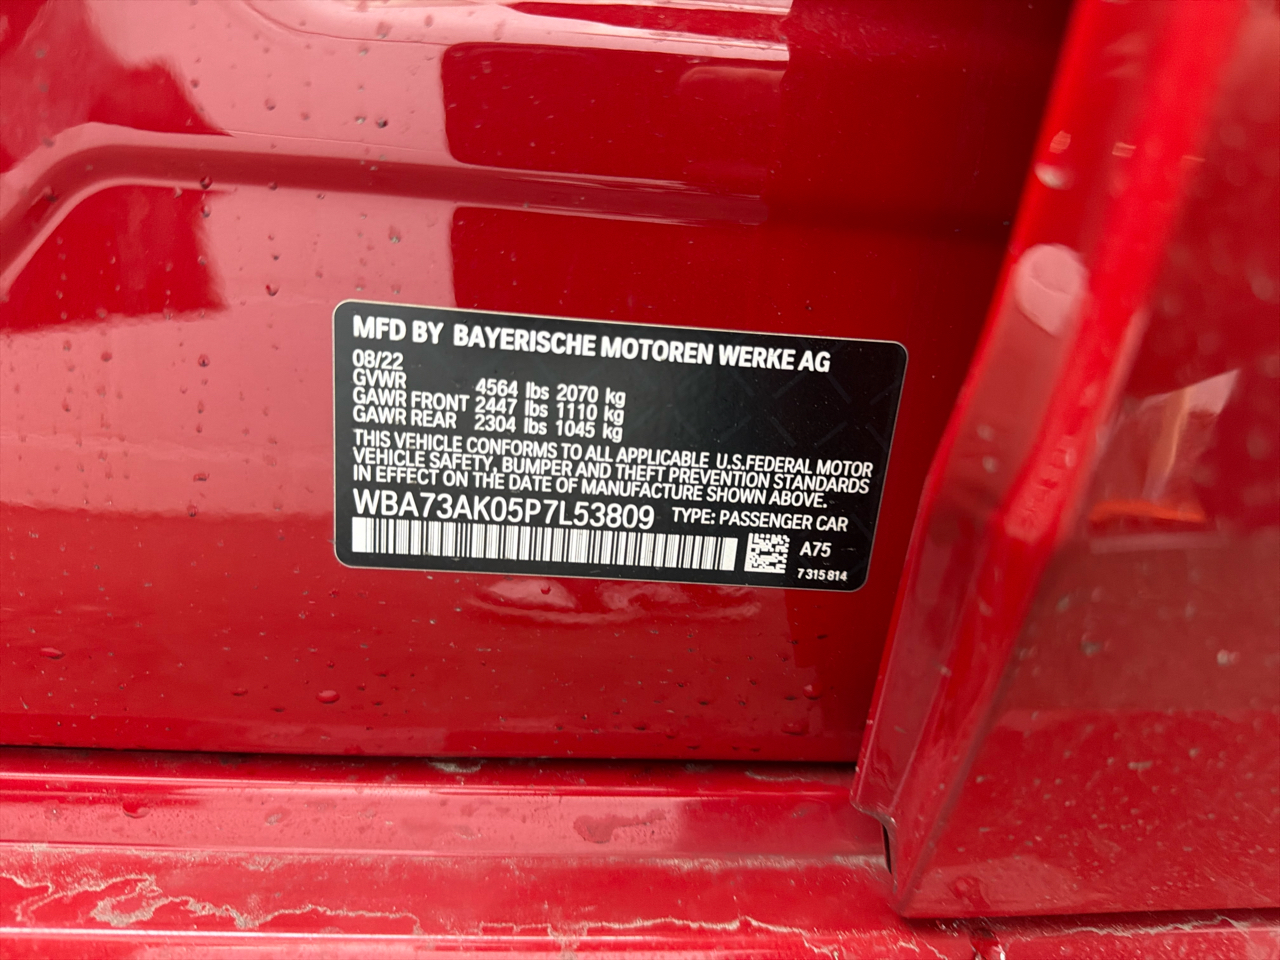 MFD BY BAYERISCHE MOTOREN WERKE AG
08/22
GVWR 4564 lbs 2070 kg
GAWR FRONT 2447 lbs 1110 kg
GAWR REAR 2304 lbs 1045 kg
THIS VEHICLE CONFORMS TO ALL APPLICABLE U.S.FEDERAL MOTOR
VEHICLE SAFETY, BUMPER AND THEFT PREVENTION STANDARDS
IN EFFECT ON THE DATE OF MANUFACTURE SHOWN ABOVE.
WBA73AK05P7L53809 TYPE: PASSENGER CAR
A75
7 315 814